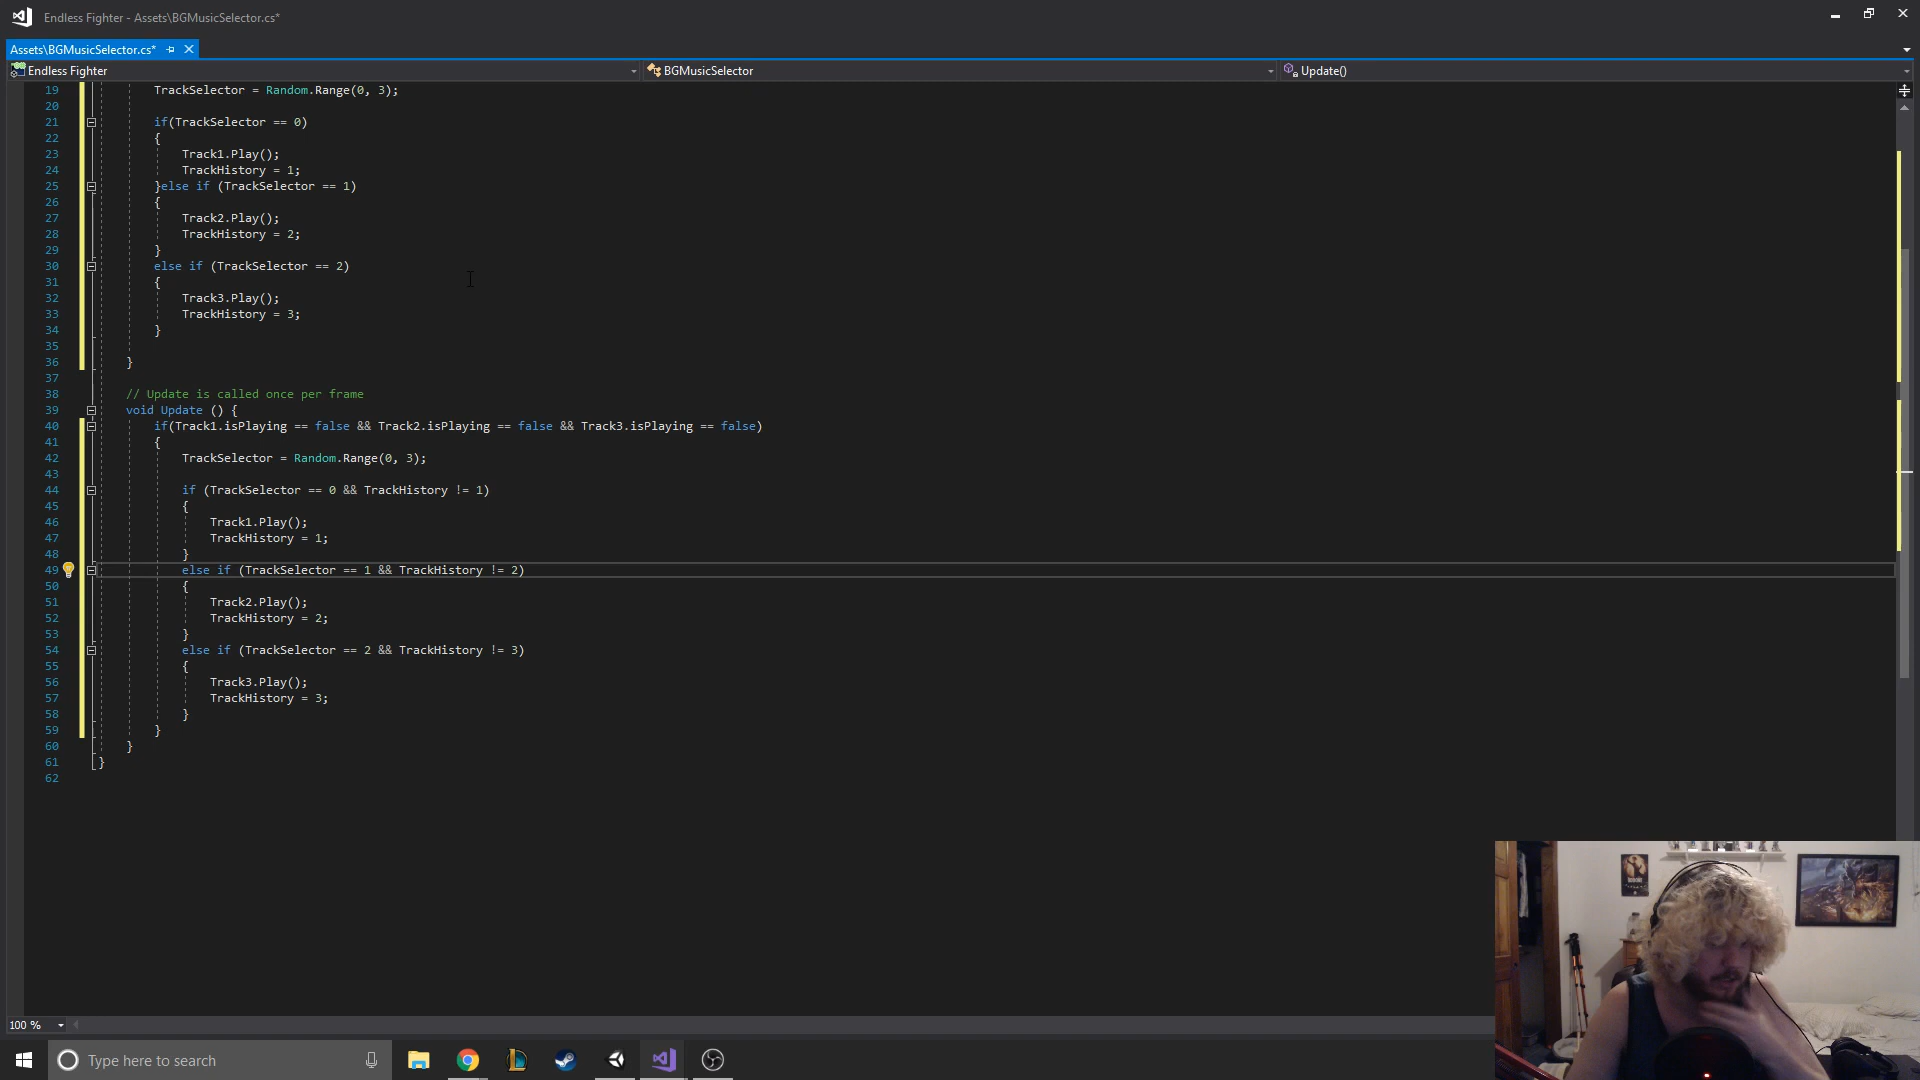 Endless Fighter - Assets\BGMusicSelector.cs*
Assets\BGMusicSelector.cs*
Endless Fighter
BGMusicSelector
Update()
19 TrackSelector = Random.Range(0, 3);
20
21 if(TrackSelector == 0)
22 {
23 Track1.Play();
24 TrackHistory = 1;
25 }else if (TrackSelector == 1)
26 {
27 Track2.Play();
28 TrackHistory = 2;
29 }
30 else if (TrackSelector == 2)
31 {
32 Track3.Play();
33 TrackHistory = 3;
34 }
35
36 }
37
38 // Update is called once per frame
39 void Update () {
40 if(Track1.isPlaying == false && Track2.isPlaying == false && Track3.isPlaying == false)
41 {
42 TrackSelector = Random.Range(0, 3);
43
44 if (TrackSelector == 0 && TrackHistory != 1)
45 {
46 Track1.Play();
47 TrackHistory = 1;
48 }
49 else if (TrackSelector == 1 && TrackHistory != 2)
50 {
51 Track2.Play();
52 TrackHistory = 2;
53 }
54 else if (TrackSelector == 2 && TrackHistory != 3)
55 {
56 Track3.Play();
57 TrackHistory = 3;
58 }
59 }
60 }
61 }
62
100 %
Type here to search